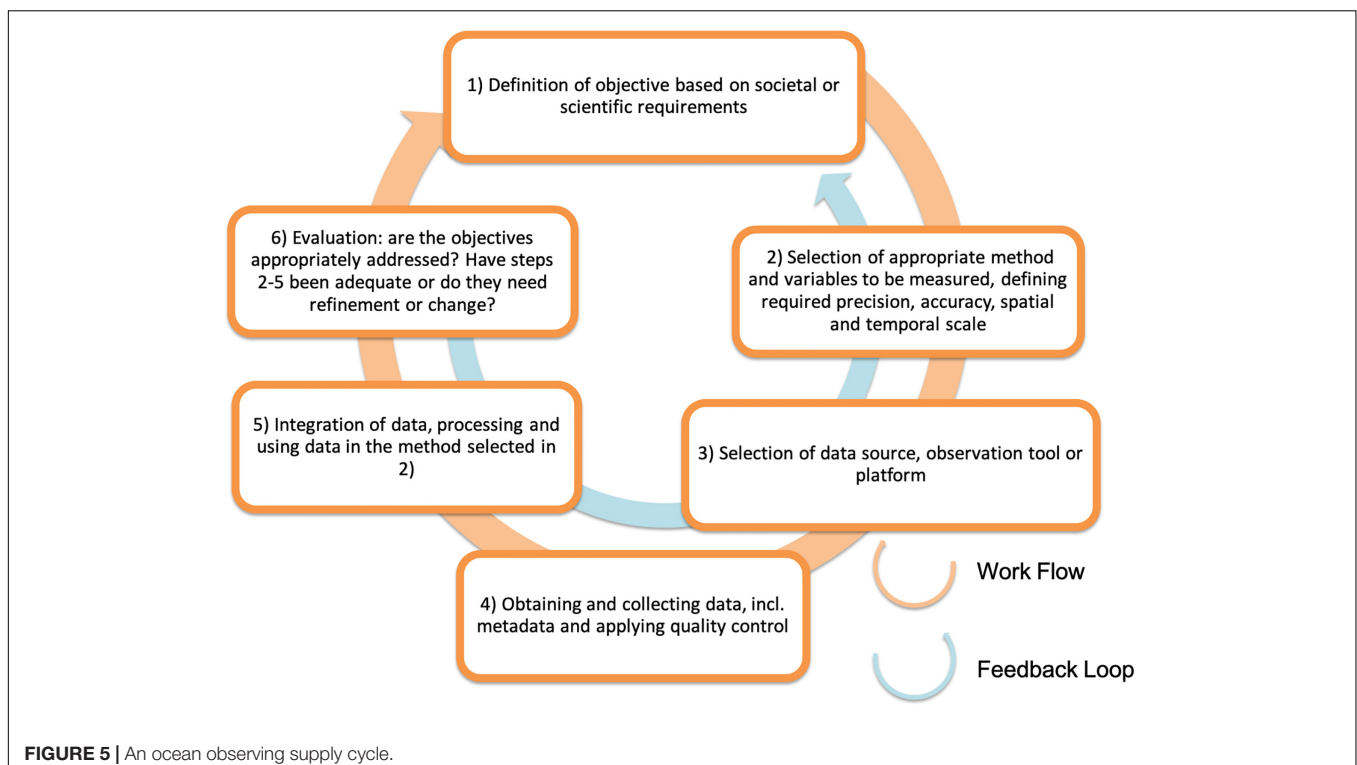 1) Definition of objective based on societal or
scientific requirements
6) Evaluation: are the objectives
appropriately addressed? Have steps
2-5 been adequate or do they need
refinement or change?
2) Selection of appropriate method
and variables to be measured, defining
required precision, accuracy, spatial
and temporal scale
5) Integration of data, processing and
using data in the method selected in
2)
3) Selection of data source, observation tool or
platform
4) Obtaining and collecting data, incl.
metadata and applying quality control
Work Flow
Feedback Loop
FIGURE 5 | An ocean observing supply cycle.